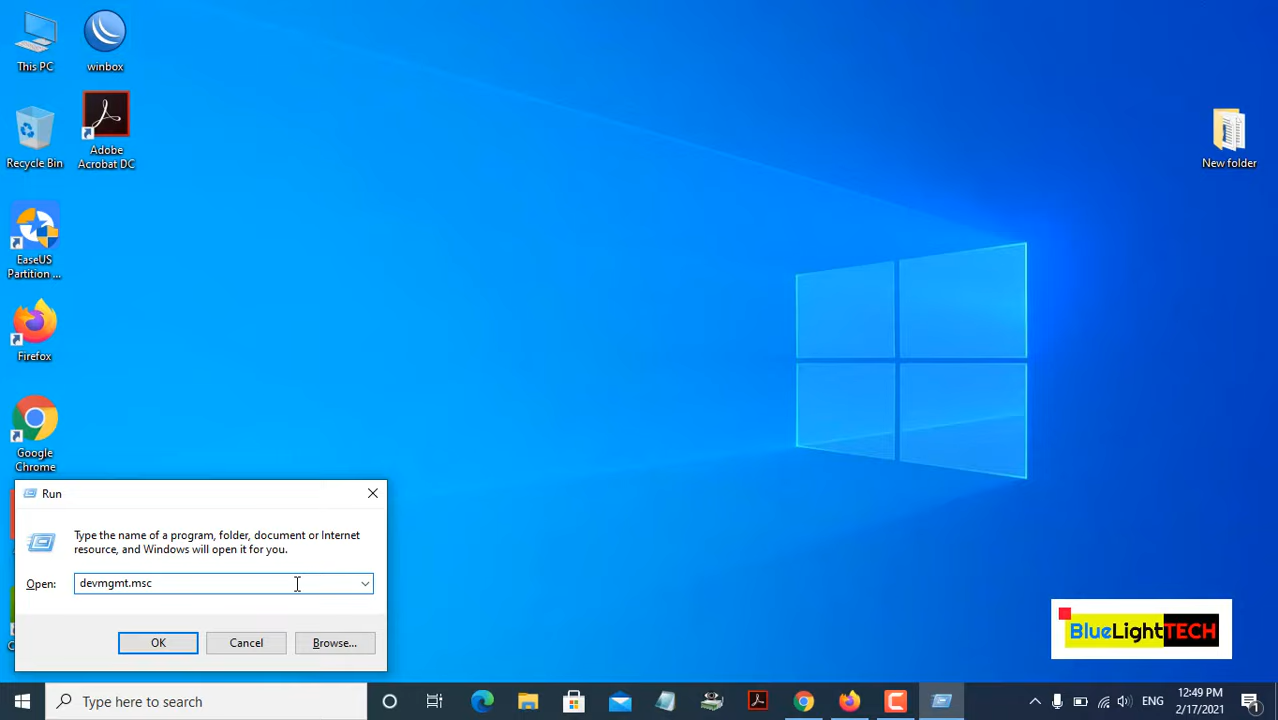 This PC
winbox
Recycle Bin
Adobe
Acrobat DC
New folder
EaseUS
Partition ...
Firefox
Google
Chrome
Run
Type the name of a program, folder, document or Internet
resource, and Windows will open it for you.
Open:
devmgmt.msc
OK
Cancel
Browse...
BlueLightTECH
Type here to search
ENG
12:49 PM
2/17/2021
1